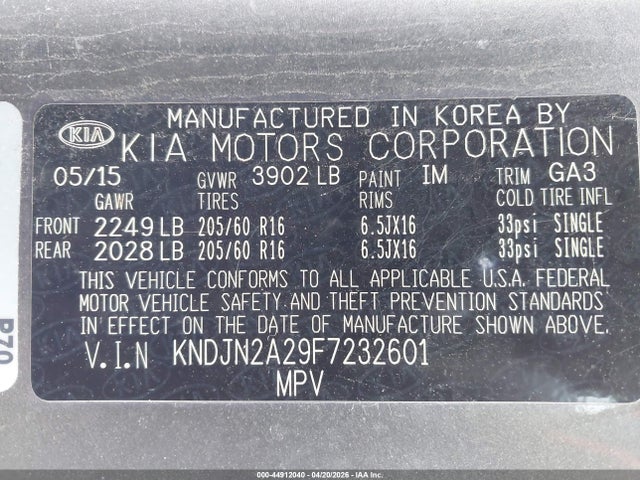 MANUFACTURED IN KOREA BY
KIA KIA MOTORS CORPORATION
05/15 GVWR 3902 LB PAINT IM TRIM GA3
GAWR TIRES RIMS COLD TIRE INFL
FRONT 2249 LB 205/60 R16 6.5JX16 33psi SINGLE
REAR 2028 LB 205/60 R16 6.5JX16 33psi SINGLE
THIS VEHICLE CONFORMS TO ALL APPLICABLE U.S.A. FEDERAL
MOTOR VEHICLE SAFETY AND THEFT PREVENTION STANDARDS
IN EFFECT ON THE DATE OF MANUFACTURE SHOWN ABOVE.
V.I.N KNDJN2A29F7232601
MPV
P70
000-44912040 - 04/20/2026 - IAAI.COM